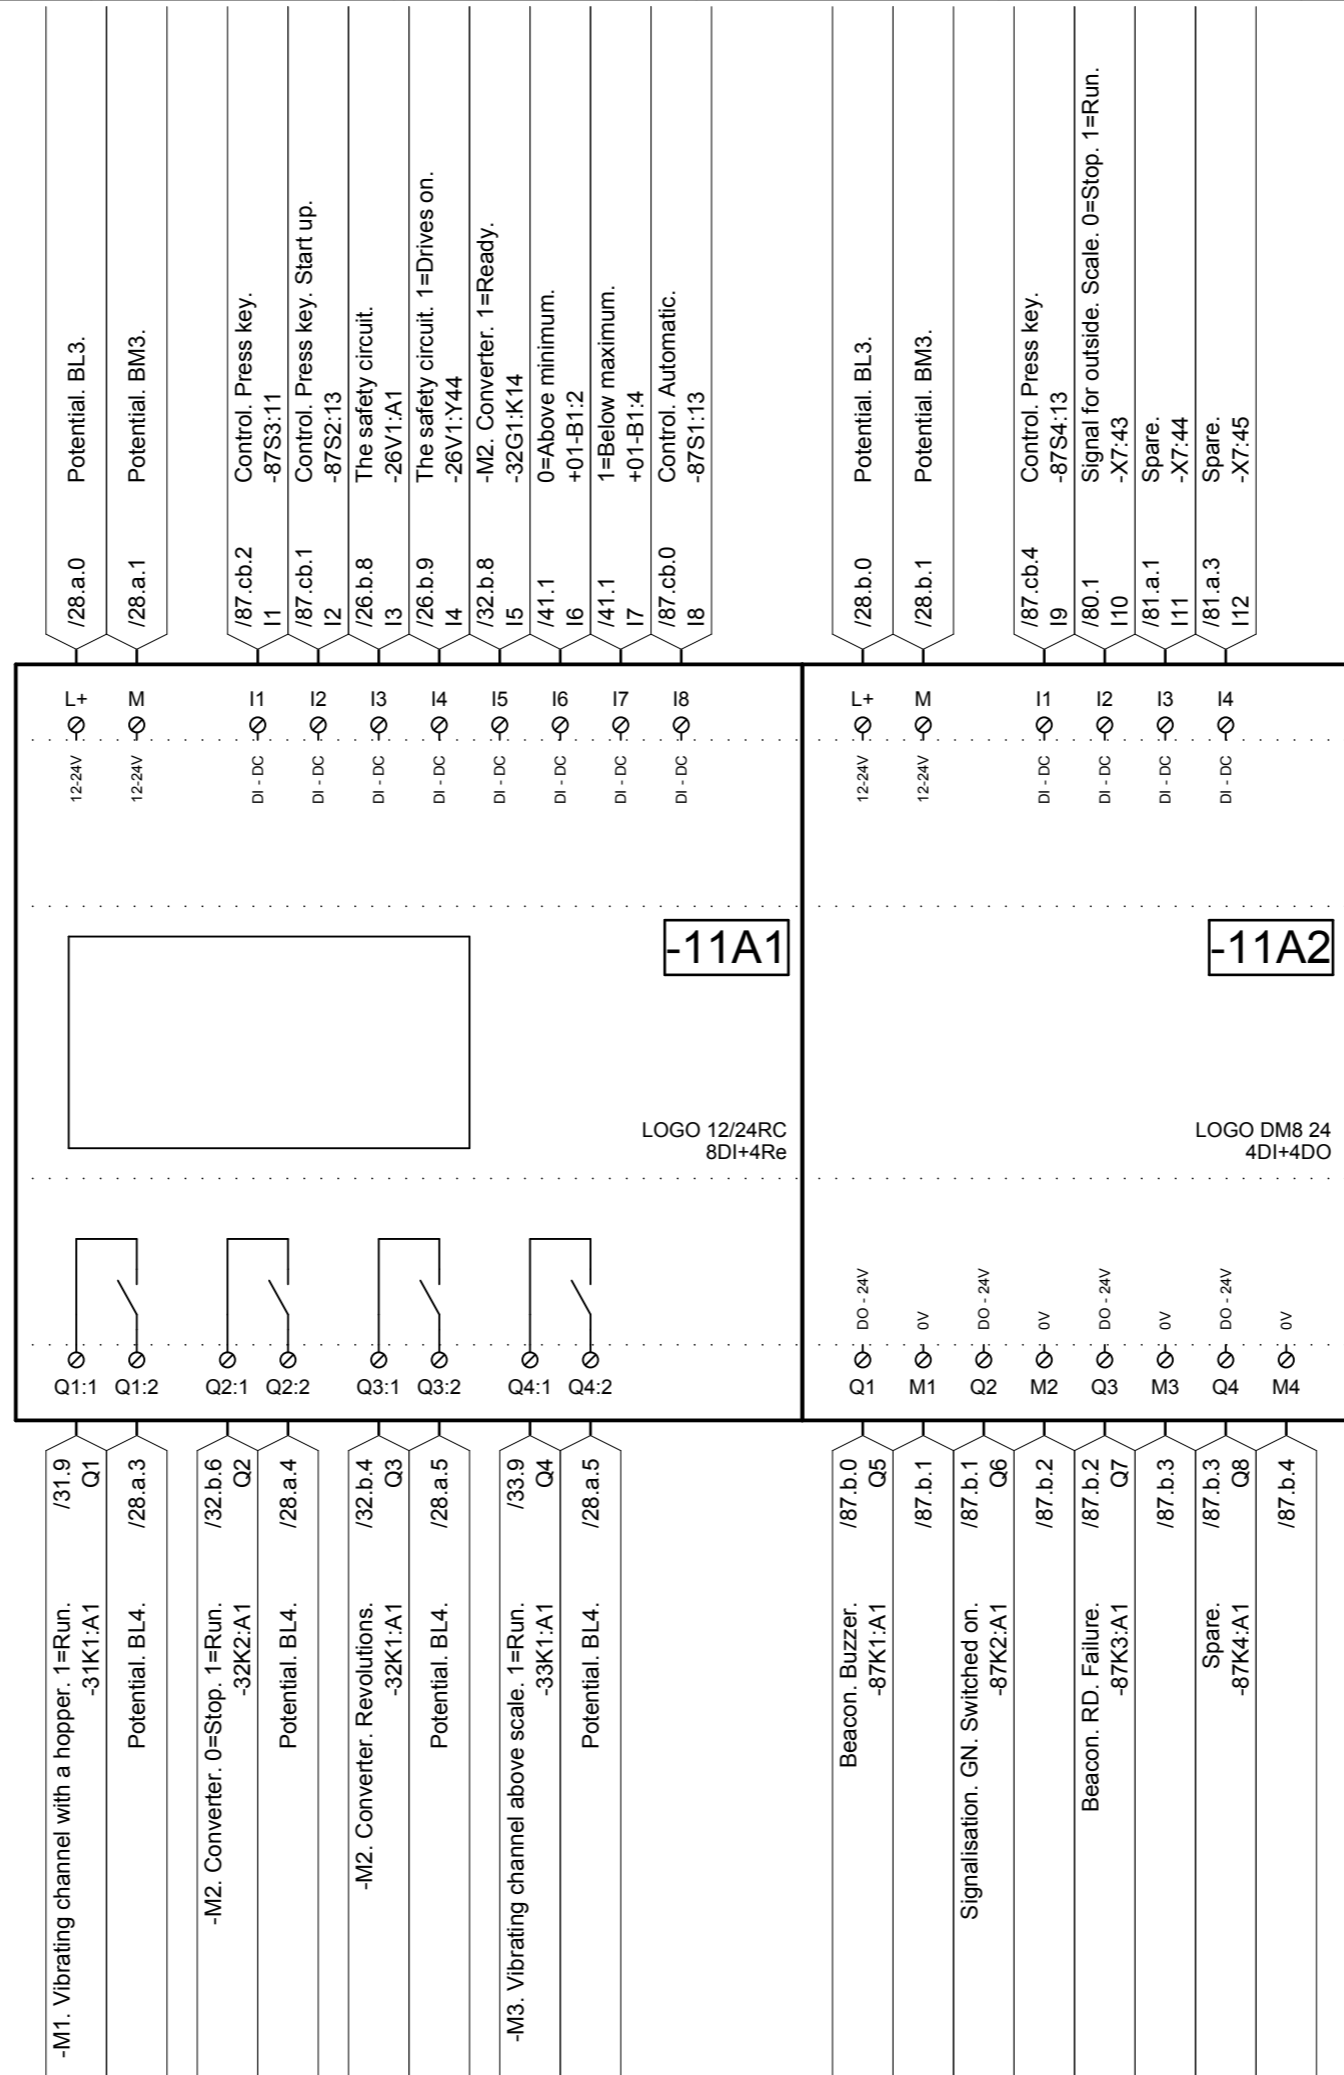 /28.a.0 Potential. BL3.
/28.a.1 Potential. BM3.
/87.cb.2 Control. Press key.
I1 -87S3:11
/87.cb.1 Control. Press key. Start up.
I2 -87S2:13
/26.b.8 The safety circuit.
I3 -26V1:A1
/26.b.9 The safety circuit. 1=Drives on.
I4 -26V1:Y44
/32.b.8 -M2. Converter. 1=Ready.
I5 -32G1:K14
/41.1 0=Above minimum.
I6 +01-B1:2
/41.1 1=Below maximum.
I7 +01-B1:4
/87.cb.0 Control. Automatic.
I8 -87S1:13
/28.b.0 Potential. BL3.
/28.b.1 Potential. BM3.
/87.cb.4 Control. Press key.
I9 -87S4:13
/80.1 Signal for outside. Scale. 0=Stop. 1=Run.
I10 -X7:43
/81.a.1 Spare.
I11 -X7:44
/81.a.3 Spare.
I12 -X7:45
L+ M I1 I2 I3 I4 I5 I6 I7 I8
12-24V 12-24V DI - DC DI - DC DI - DC DI - DC DI - DC DI - DC DI - DC DI - DC
-11A1
LOGO 12/24RC
8DI+4Re
Q1:1 Q1:2 Q2:1 Q2:2 Q3:1 Q3:2 Q4:1 Q4:2
L+ M I1 I2 I3 I4
12-24V 12-24V DI - DC DI - DC DI - DC DI - DC
-11A2
LOGO DM8 24
4DI+4DO
DO - 24V 0V DO - 24V 0V DO - 24V 0V DO - 24V 0V
Q1 M1 Q2 M2 Q3 M3 Q4 M4
-M1. Vibrating channel with a hopper. 1=Run. /31.9
-31K1:A1 Q1
Potential. BL4. /28.a.3
-M2. Converter. 0=Stop. 1=Run. /32.b.6
-32K2:A1 Q2
Potential. BL4. /28.a.4
-M2. Converter. Revolutions. /32.b.4
-32K1:A1 Q3
Potential. BL4. /28.a.5
-M3. Vibrating channel above scale. 1=Run. /33.9
-33K1:A1 Q4
Potential. BL4. /28.a.5
Beacon. Buzzer. /87.b.0
-87K1:A1 Q5
/87.b.1
Signalisation. GN. Switched on. /87.b.1
-87K2:A1 Q6
/87.b.2
Beacon. RD. Failure. /87.b.2
-87K3:A1 Q7
/87.b.3
Spare. /87.b.3
-87K4:A1 Q8
/87.b.4